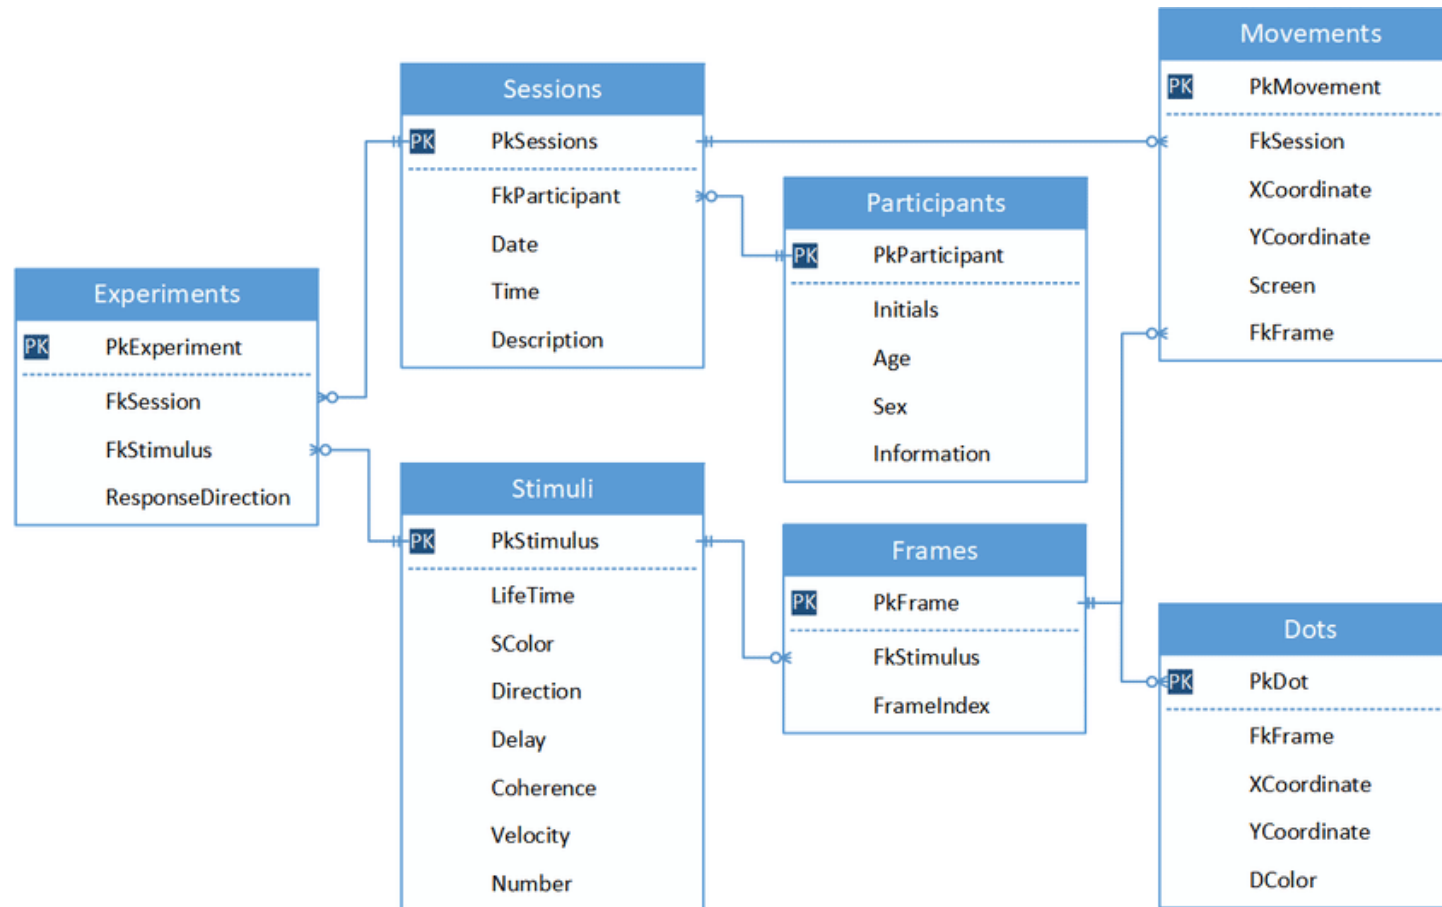 Experiments
PK PkExperiment
FkSession
FkStimulus
ResponseDirection
Sessions
PK PkSessions
FkParticipant
Date
Time
Description
Stimuli
PK PkStimulus
LifeTime
SColor
Direction
Delay
Coherence
Velocity
Number
Participants
PK PkParticipant
Initials
Age
Sex
Information
Frames
PK PkFrame
FkStimulus
FrameIndex
Movements
PK PkMovement
FkSession
XCoordinate
YCoordinate
Screen
FkFrame
Dots
PK PkDot
FkFrame
XCoordinate
YCoordinate
DColor